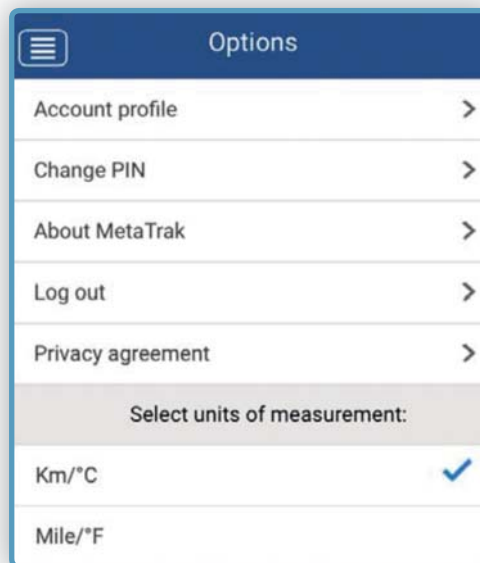 Options
Account profile
Change PIN
About MetaTrak
Log out
Privacy agreement
Select units of measurement:
Km/°C
Mile/°F